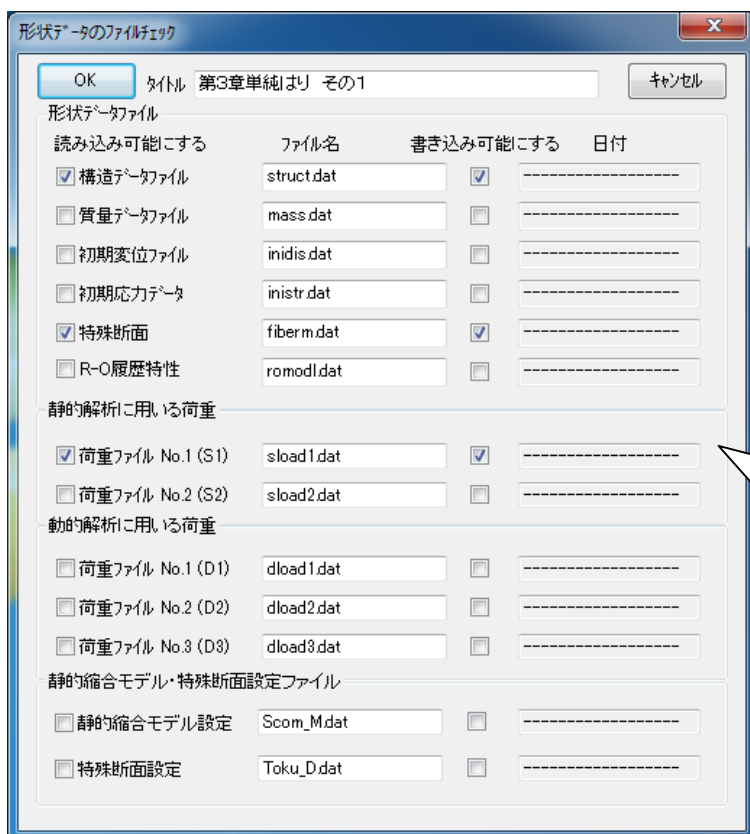 形状ﾃﾞｰﾀのﾌｧｲﾙﾁｪｯｸ
OK ﾀｲﾄﾙ 第3章単純はり その1 ｷｬﾝｾﾙ
形状ﾃﾞｰﾀﾌｧｲﾙ
読み込み可能にする ﾌｧｲﾙ名 書き込み可能にする 日付
構造ﾃﾞｰﾀﾌｧｲﾙ struct.dat ------------------
質量ﾃﾞｰﾀﾌｧｲﾙ mass.dat ------------------
初期変位ﾌｧｲﾙ inidis.dat ------------------
初期応力ﾃﾞｰﾀ inistr.dat ------------------
特殊断面 fiberm.dat ------------------
R-O履歴特性 romodl.dat ------------------
静的解析に用いる荷重
荷重ﾌｧｲﾙ No.1 (S1) sload1.dat ------------------
荷重ﾌｧｲﾙ No.2 (S2) sload2.dat ------------------
動的解析に用いる荷重
荷重ﾌｧｲﾙ No.1 (D1) dload1.dat ------------------
荷重ﾌｧｲﾙ No.2 (D2) dload2.dat ------------------
荷重ﾌｧｲﾙ No.3 (D3) dload3.dat ------------------
静的縮合モデル・特殊断面設定ファイル
静的縮合モデル設定 Scom_M.dat ------------------
特殊断面設定 Toku_D.dat ------------------